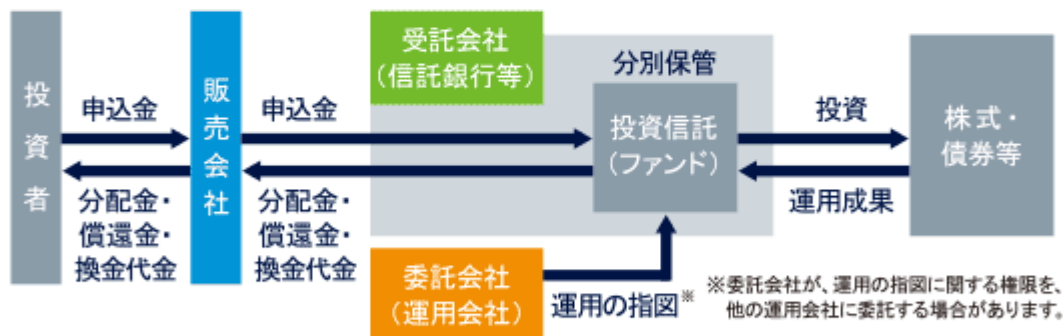 投資者
申込金
分配金・
償還金・
換金代金
販売会社
申込金
分配金・
償還金・
換金代金
受託会社
（信託銀行等）
分別保管
投資信託
（ファンド）
委託会社
（運用会社）
運用の指図※
投資
運用成果
株式・
債券等
※委託会社が、運用の指図に関する権限を、
他の運用会社に委託する場合があります。